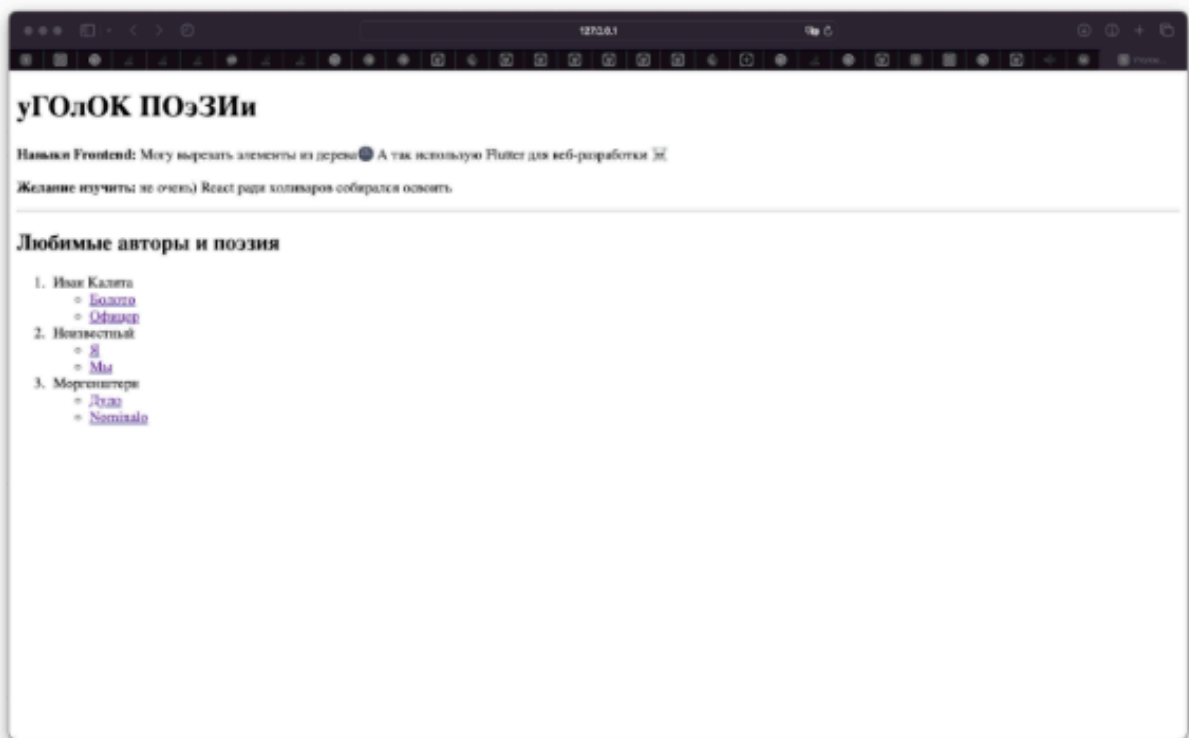 127.0.0.1
уГОлОК ПОэЗИи
Навыки Frontend: Могу вырезать элементы из дерева🌚 А так использую Flutter для веб-разработки ☠️
Желание изучить: не очень) React ради холиваров собирался освоить
Любимые авторы и поэзия
1. Иван Калита
Болото
Офицер
2. Неизвестный
Я
Мы
3. Моргенштерн
Дуло
Nominalo